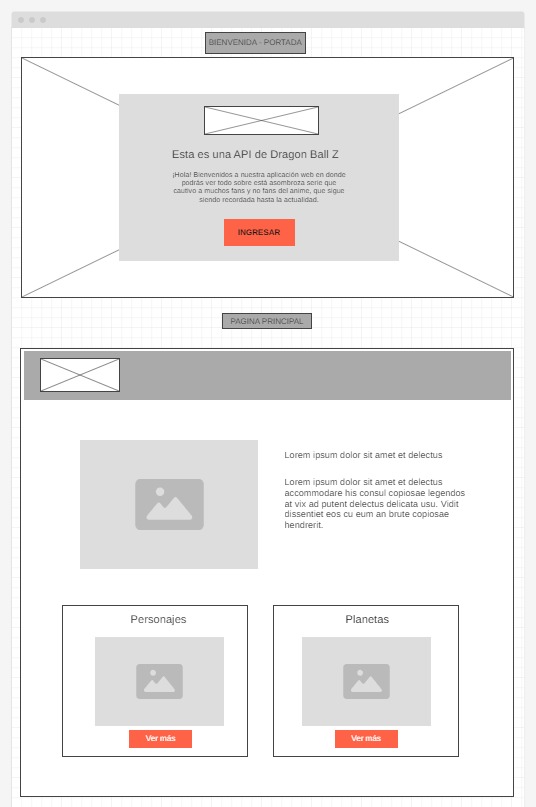 BIENVENIDA - PORTADA
Esta es una API de Dragon Ball Z
¡Hola! Bienvenidos a nuestra aplicación web en donde
podrás ver todo sobre está asombroza serie que
cautivo a muchos fans y no fans del anime, que sigue
siendo recordada hasta la actualidad.
INGRESAR
PAGINA PRINCIPAL
Lorem ipsum dolor sit amet et delectus
Lorem ipsum dolor sit amet et delectus
accommodare his consul copiosae legendos
at vix ad putent delectus delicata usu. Vidit
dissentiet eos cu eum an brute copiosae
hendrerit.
Personajes
Planetas
Ver más
Ver más